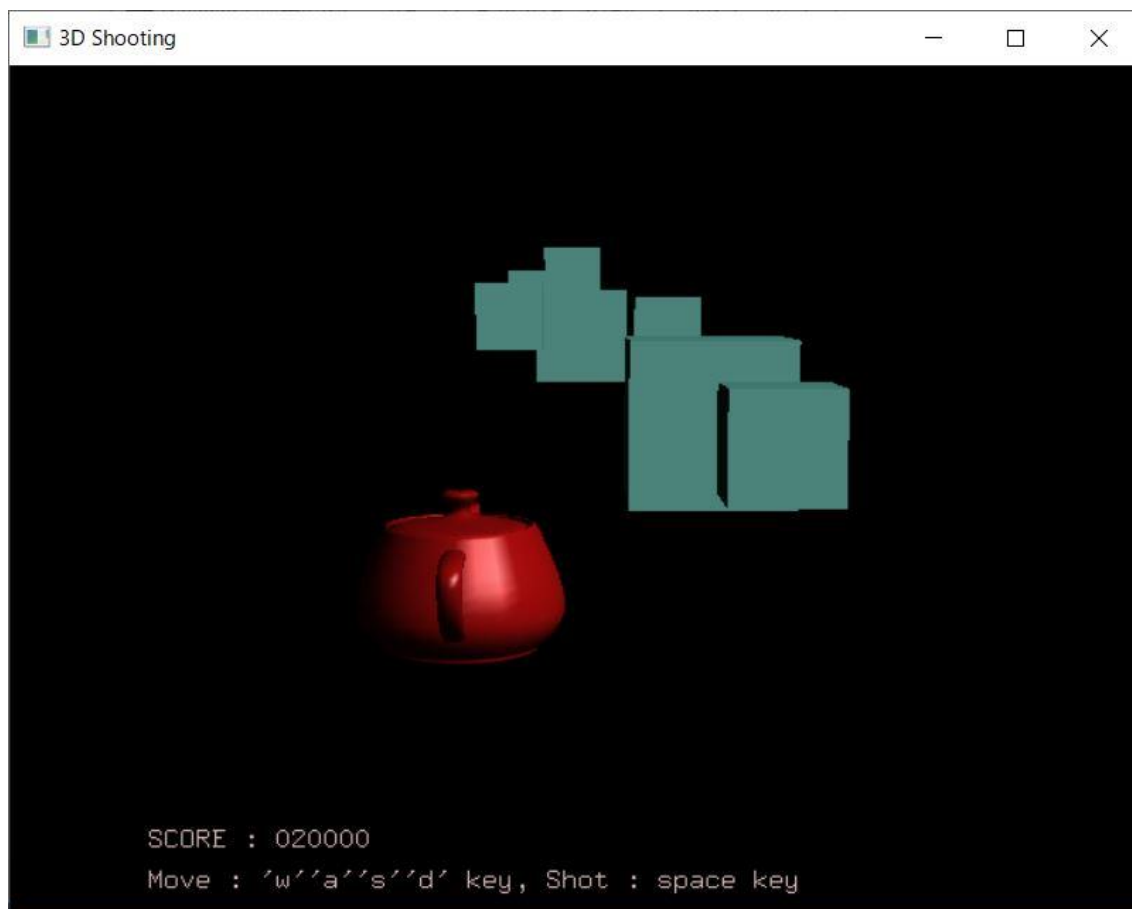 3D Shooting
SCORE : 020000
Move : 'w''a''s''d' key, Shot : space key